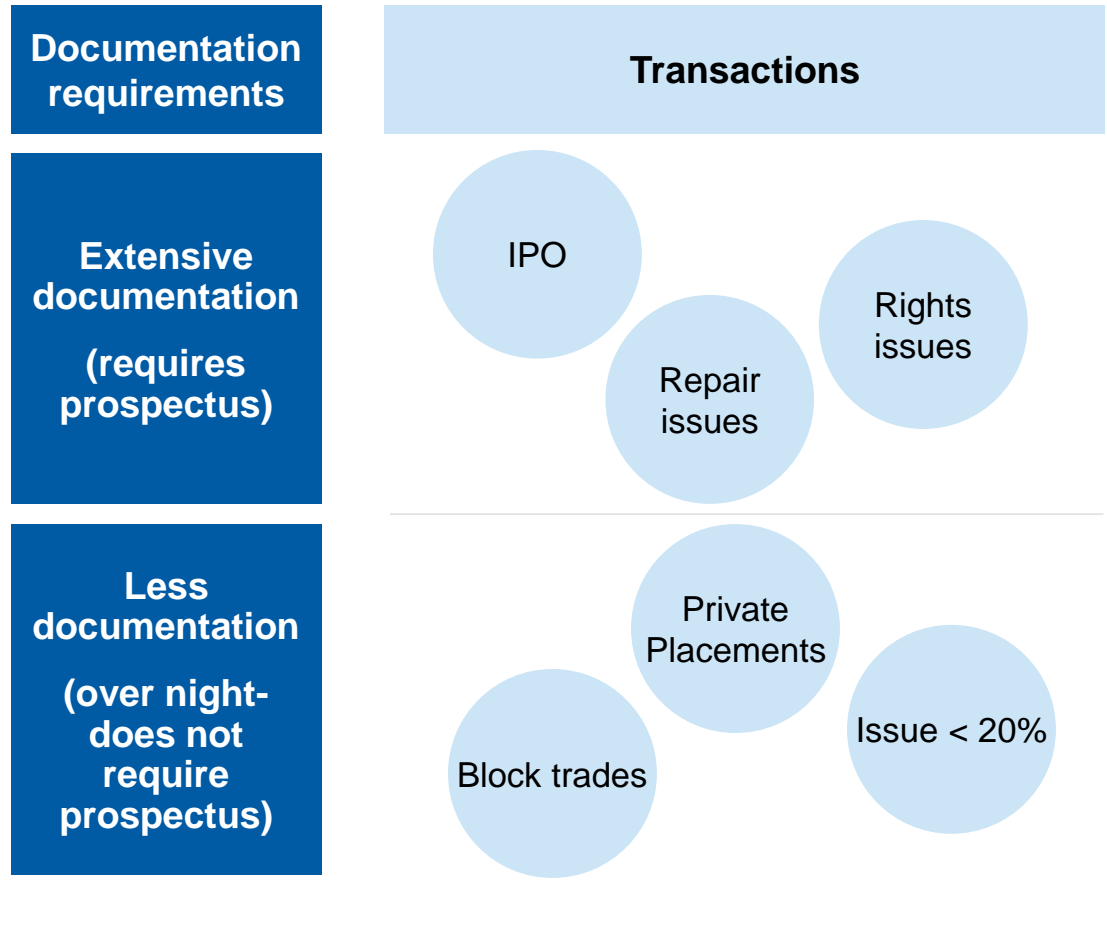 Documentation
requirements
Transactions
Extensive
documentation
(requires
prospectus)
IPO
Repair
issues
Rights
issues
Less
documentation
(over night-
does not
require
prospectus)
Private
Placements
Block trades
Issue < 20%